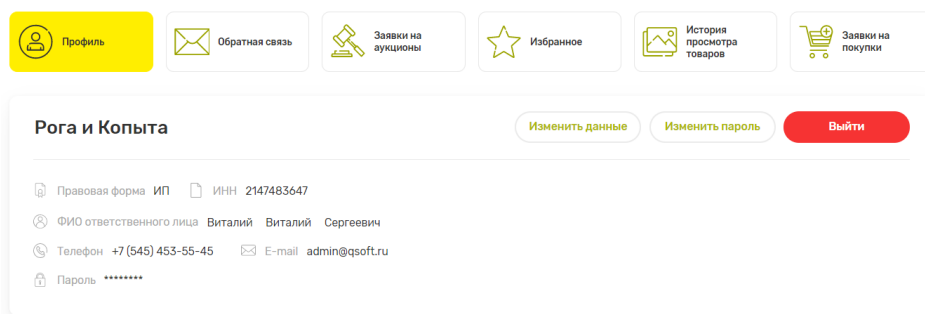 Профиль
Обратная связь
Заявки на
аукционы
Избранное
История
просмотра
товаров
Заявки на
покупки
Рога и Копыта
Изменить данные
Изменить пароль
Выйти
Правовая форма ИП ИНН 2147483647
ФИО ответственного лица Виталий Виталий Сергеевич
Телефон +7 (545) 453-55-45 E-mail admin@qsoft.ru
Пароль ********